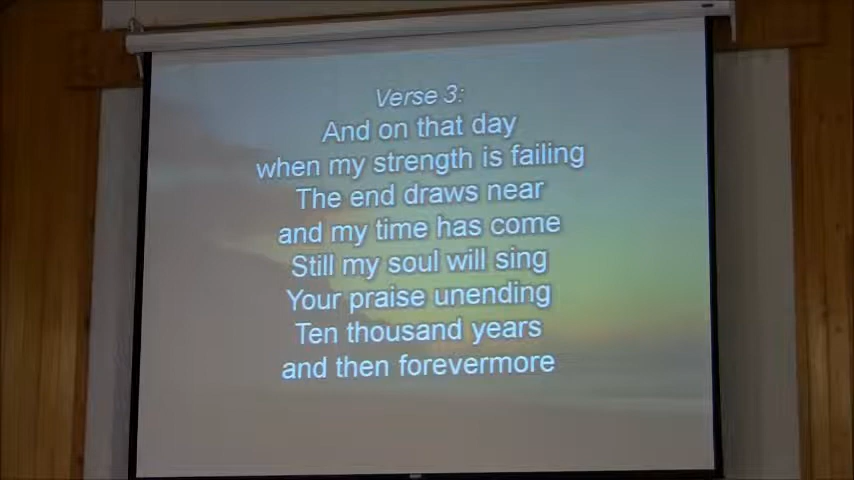 Verse 3:
And on that day
when my strength is failing
The end draws near
and my time has come
Still my soul will sing
Your praise unending
Ten thousand years
and then forevermore